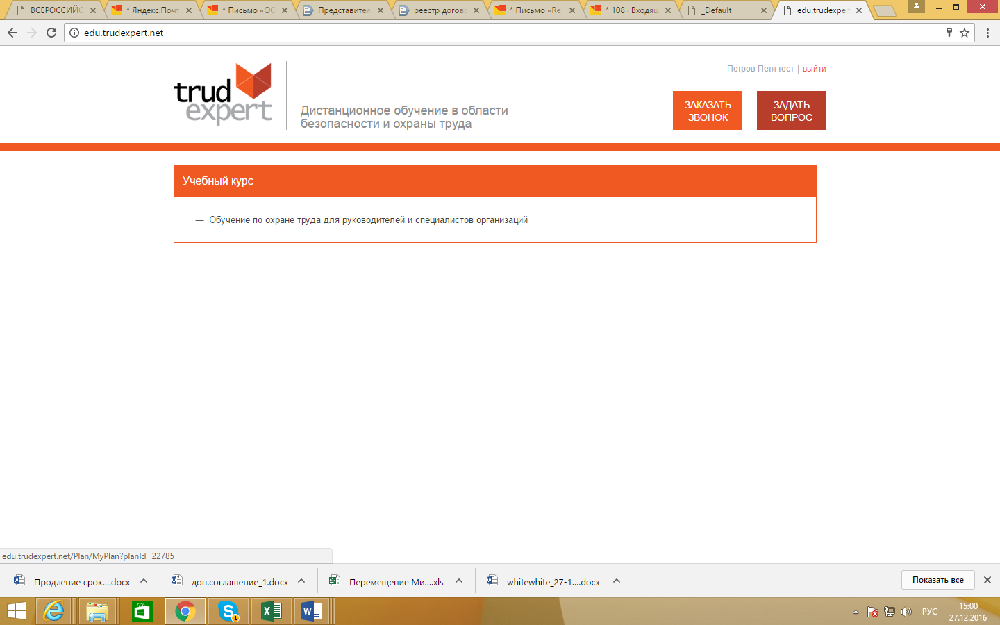 ВСЕРОССИЙС
* Яндекс.Почт
* Письмо «ОС
Представител
реестр догово
* Письмо «Re:
* 108 · Входящ
_Default
edu.trudexpert
edu.trudexpert.net
Петров Петя тест | выйти
trud
expert
Дистанционное обучение в области
безопасности и охраны труда
ЗАКАЗАТЬ
ЗВОНОК
ЗАДАТЬ
ВОПРОС
Учебный курс
— Обучение по охране труда для руководителей и специалистов организаций
edu.trudexpert.net/Plan/MyPlan?planId=22785
Продление срок....docx
доп.соглашение_1.docx
Перемещение Ми....xls
whitewhite_27-1....docx
Показать все
1
РУС
15:00
27.12.2016